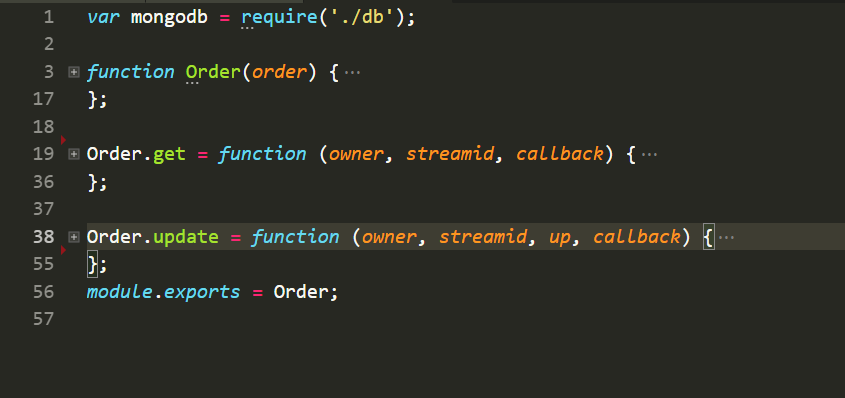 1 var mongodb = require('./db');
2
3 function Order(order) { ···
17 };
18
19 Order.get = function (owner, streamid, callback) { ···
36 };
37
38 Order.update = function (owner, streamid, up, callback) { ···
55 };
56 module.exports = Order;
57